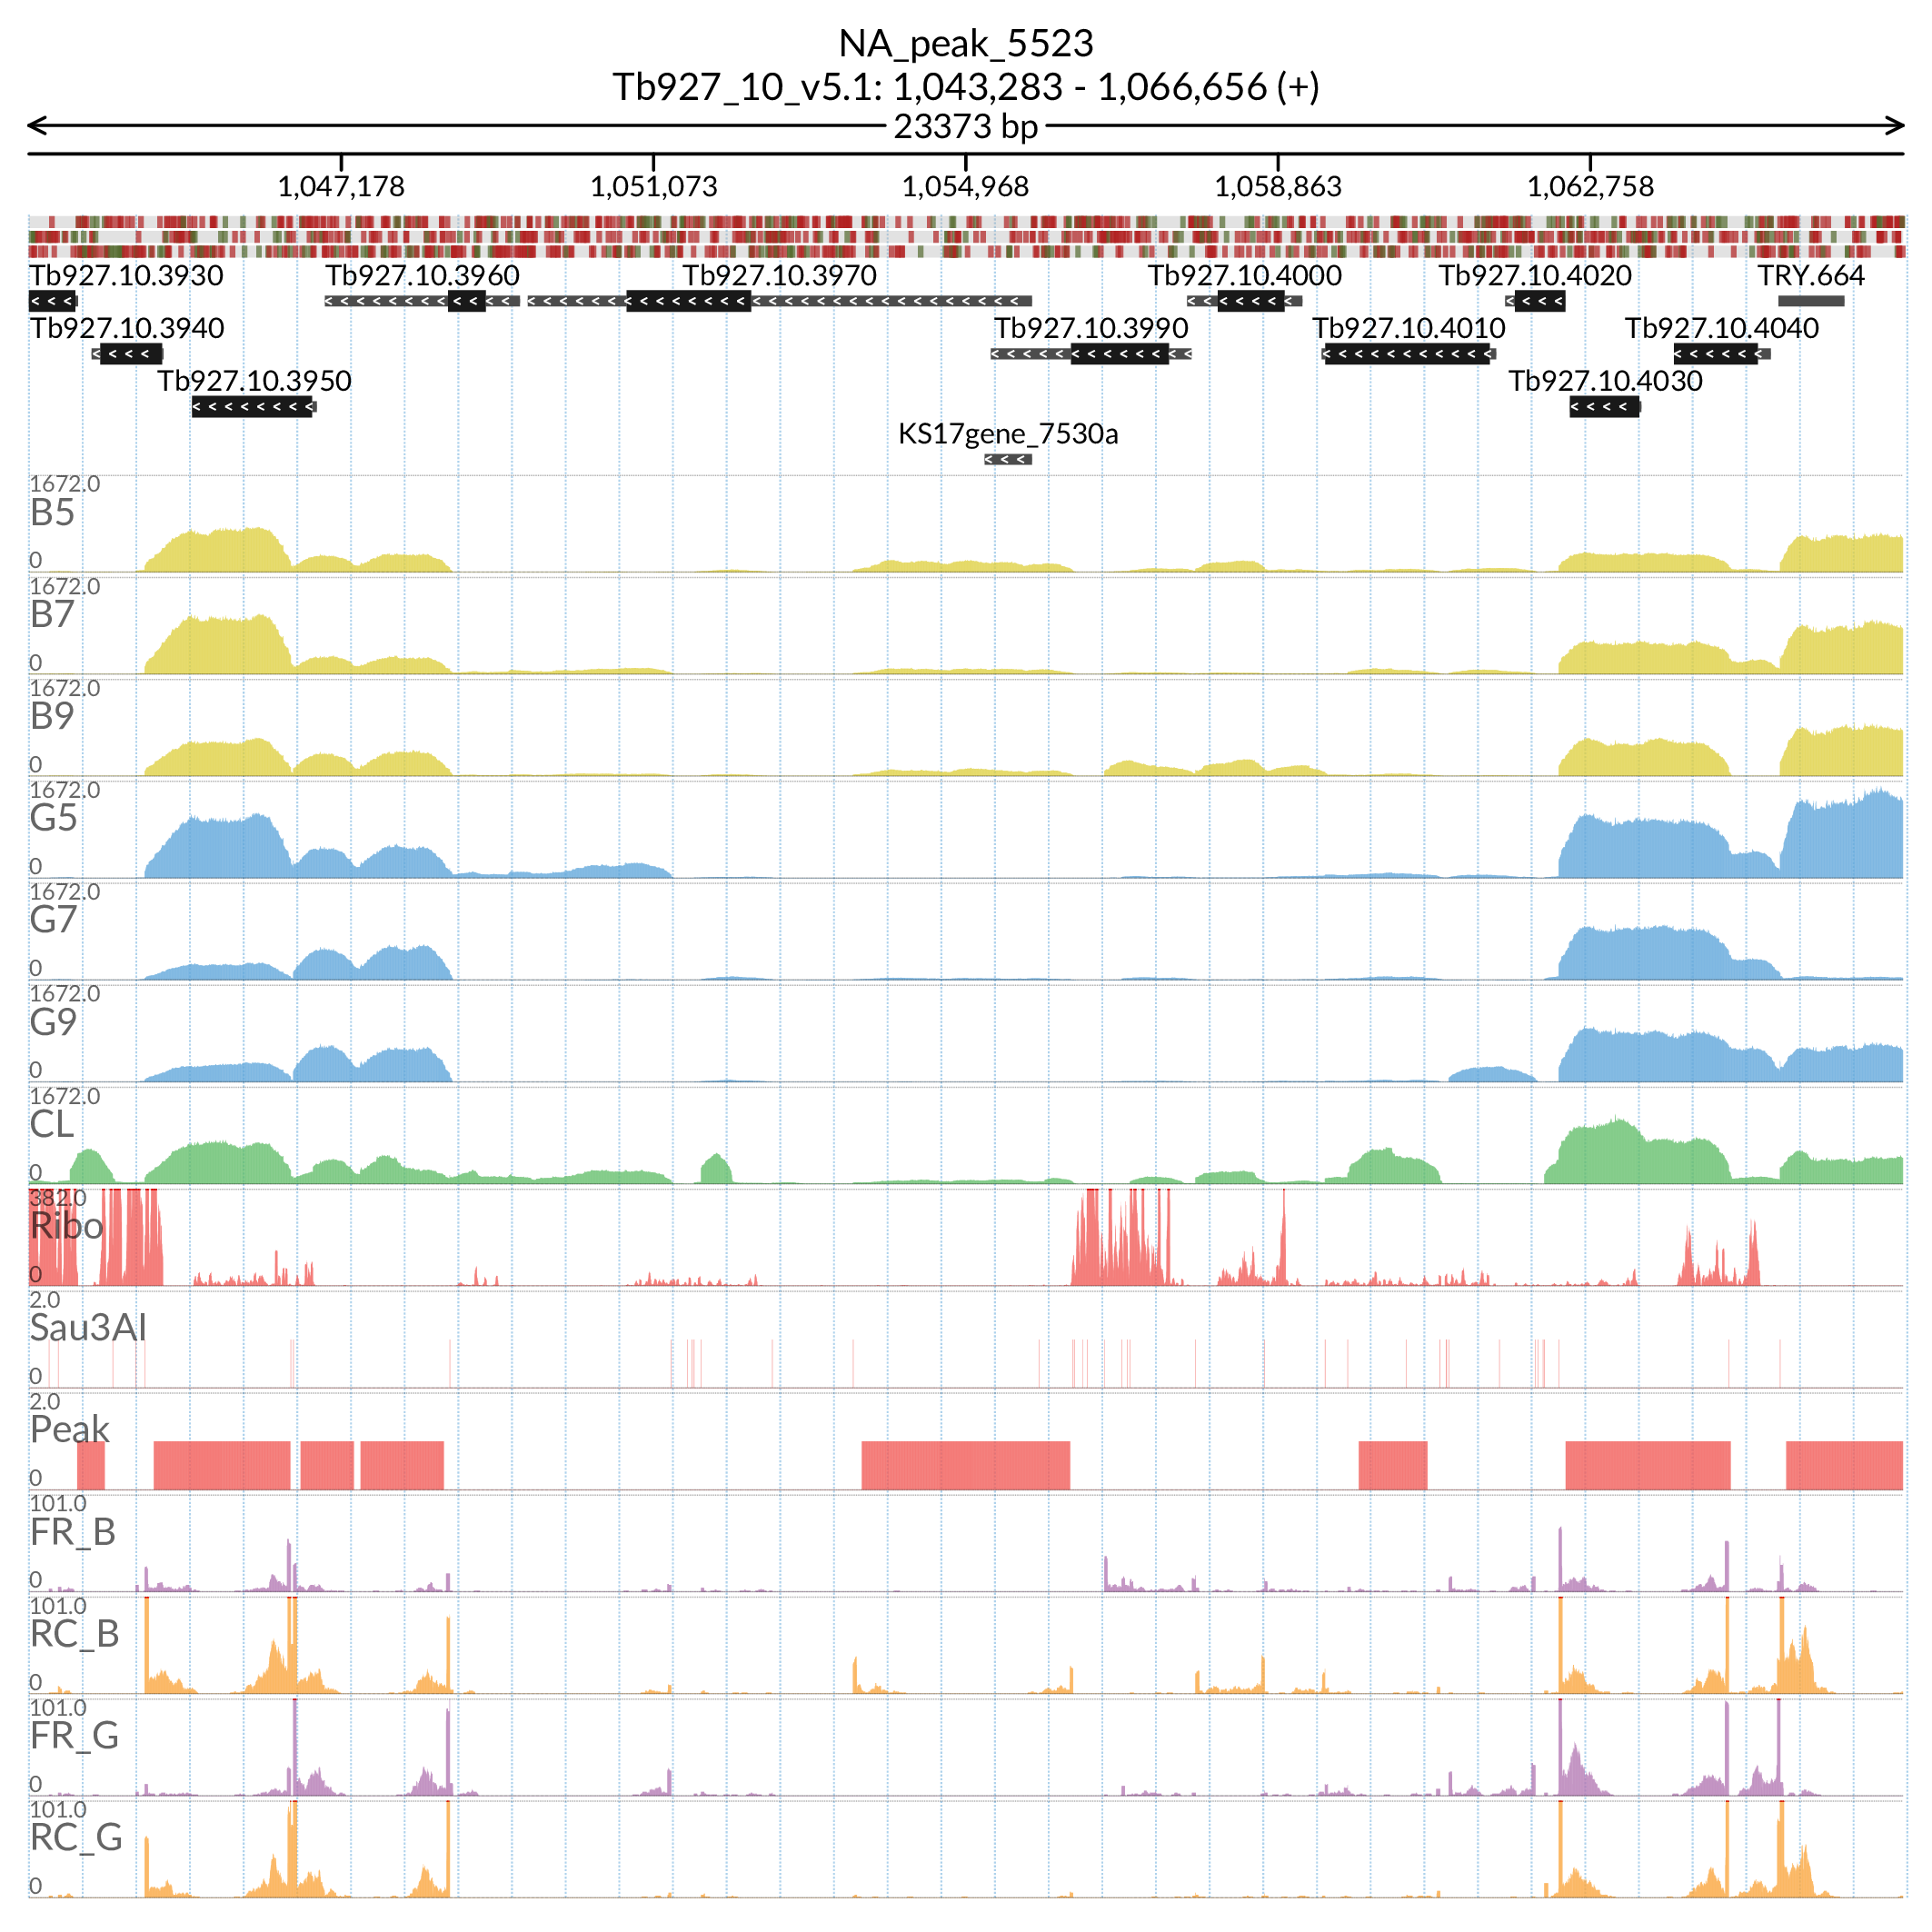 NA_peak_5523
Tb927_10_v5.1: 1,043,283 - 1,066,656 (+)
23373 bp
1,047,178 1,051,073 1,054,968 1,058,863 1,062,758
Tb927.10.3930 Tb927.10.3960 Tb927.10.3970 Tb927.10.4000 Tb927.10.4020 TRY.664
Tb927.10.3940 Tb927.10.3990 Tb927.10.4010 Tb927.10.4040
Tb927.10.3950 Tb927.10.4030
KS17gene_7530a
1672.0
B5
0
1672.0
B7
0
1672.0
B9
0
1672.0
G5
0
1672.0
G7
0
1672.0
G9
0
1672.0
CL
0
382.0
Ribo
0
2.0
Sau3AI
0
2.0
Peak
0
101.0
FR_B
0
101.0
RC_B
0
101.0
FR_G
0
101.0
RC_G
0